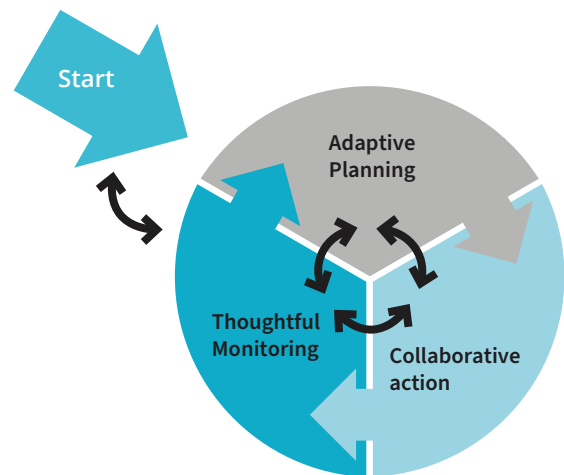 Start
Adaptive
Planning
Thoughtful
Monitoring
Collaborative
action